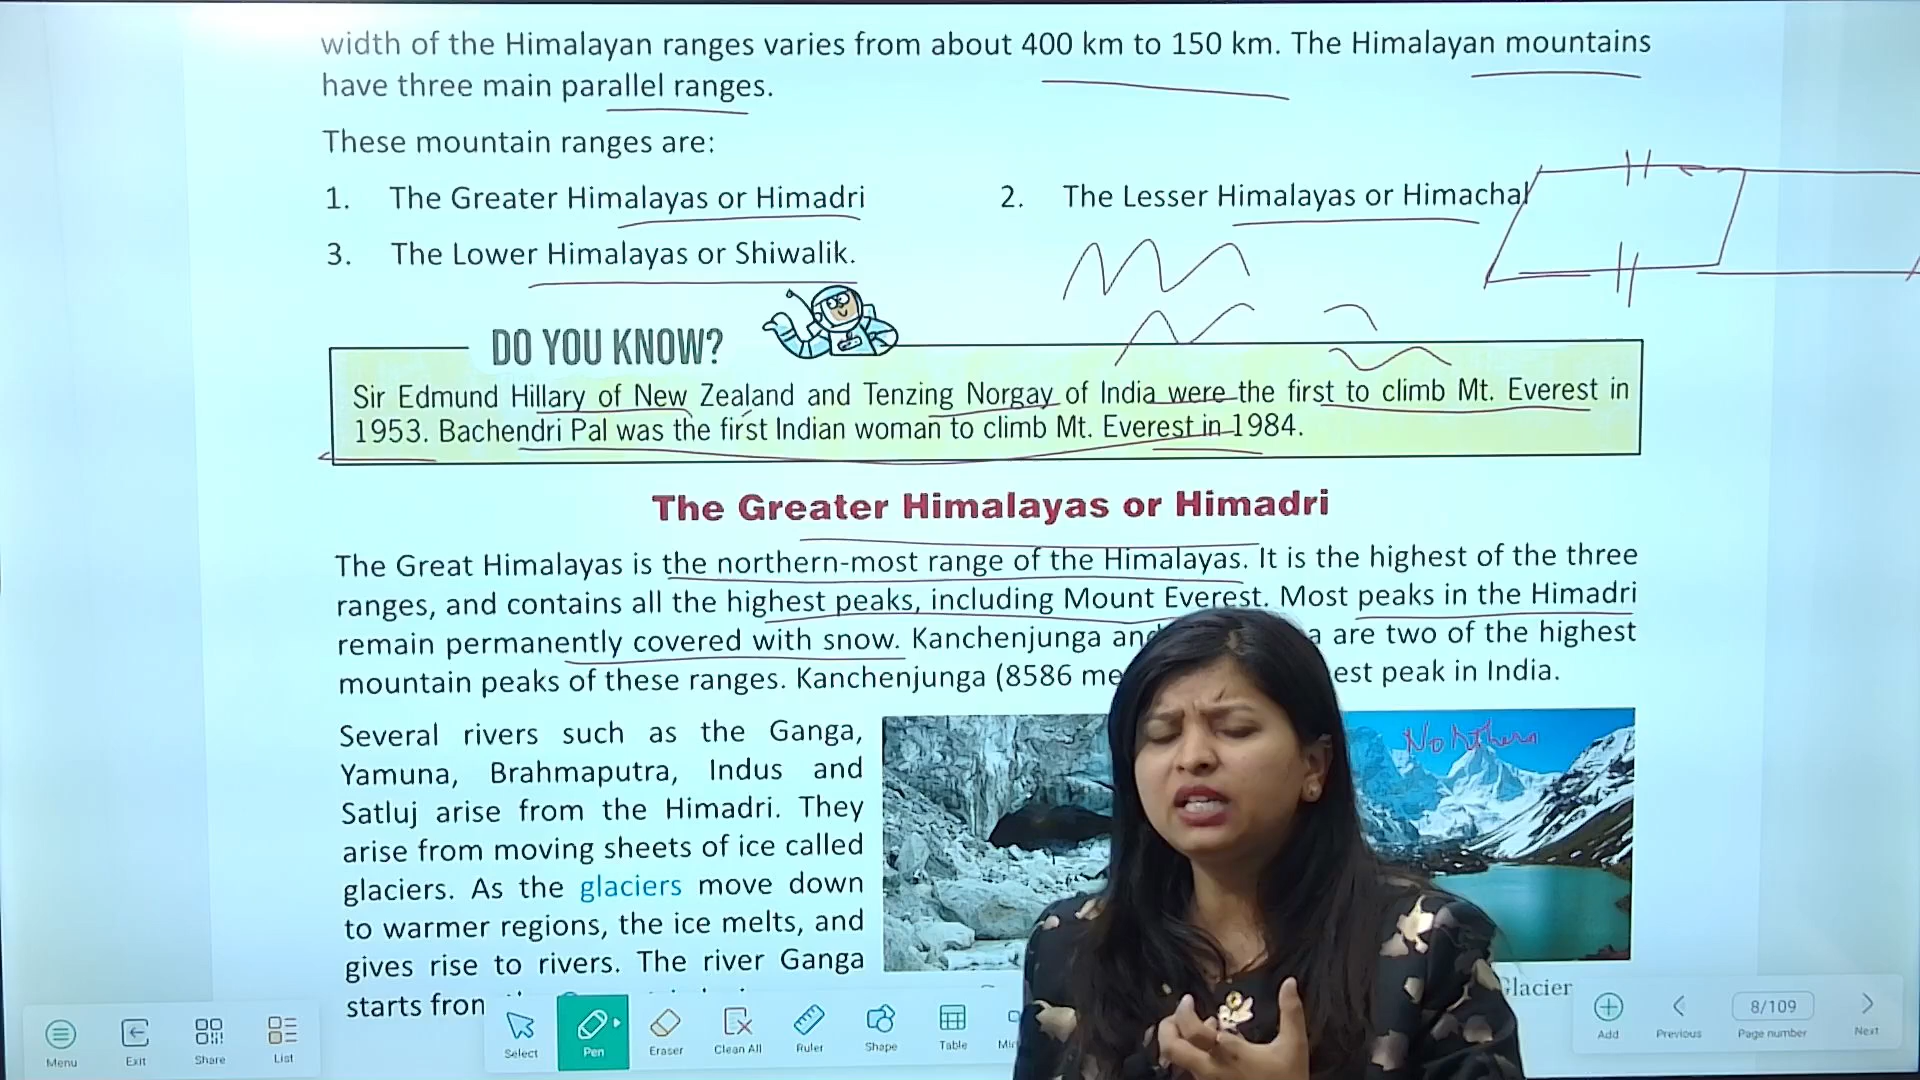 width of the Himalayan ranges varies from about 400 km to 150 km. The Himalayan mountains
have three main parallel ranges.
These mountain ranges are:
1. The Greater Himalayas or Himadri
2. The Lesser Himalayas or Himachal
3. The Lower Himalayas or Shiwalik.
DO YOU KNOW?
Sir Edmund Hillary of New Zealand and Tenzing Norgay of India were the first to climb Mt. Everest in
1953. Bachendri Pal was the first Indian woman to climb Mt. Everest in 1984.
The Greater Himalayas or Himadri
The Great Himalayas is the northern-most range of the Himalayas. It is the highest of the three
ranges, and contains all the highest peaks, including Mount Everest. Most peaks in the Himadri
remain permanently covered with snow. Kanchenjunga and are two of the highest
mountain peaks of these ranges. Kanchenjunga (8586 me est peak in India.
Several rivers such as the Ganga,
Yamuna, Brahmaputra, Indus and
Satluj arise from the Himadri. They
arise from moving sheets of ice called
glaciers. As the glaciers move down
to warmer regions, the ice melts, and
gives rise to rivers. The river Ganga
starts from
Northern
Glacier
Menu
Exit
Share
List
Select
Pen
Eraser
Clean All
Ruler
Shape
Table
Add
Previous
8/109
Page number
Next